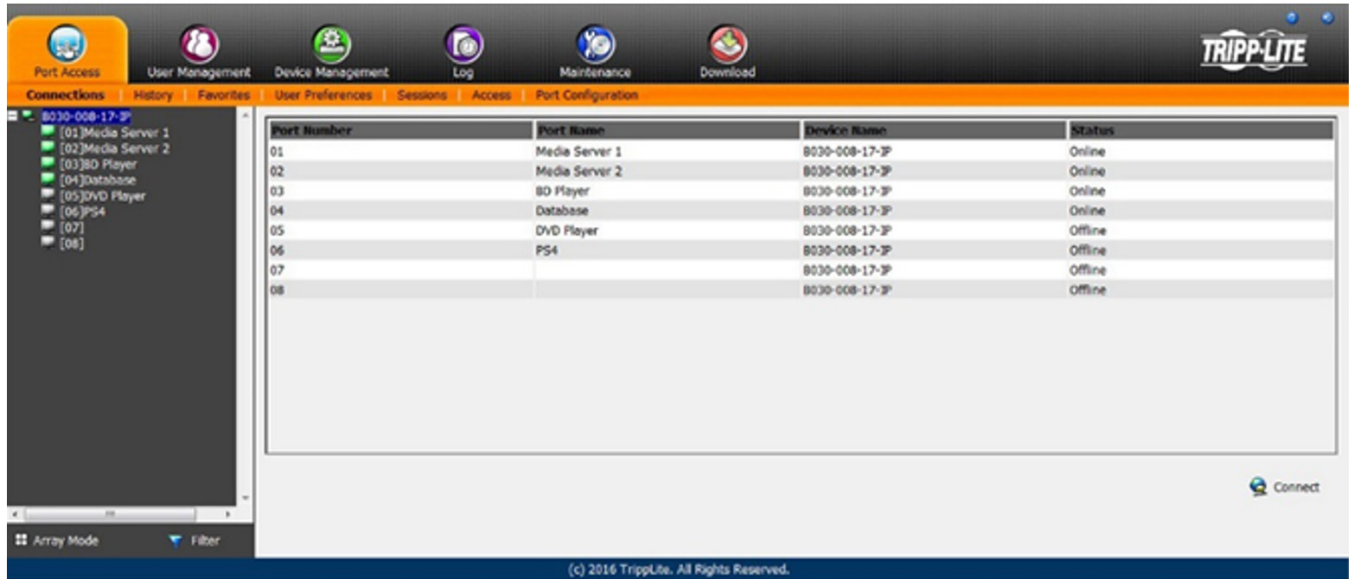 TRIPP-LITE
Port Access User Management Device Management Log Maintenance Download
Connections | History | Favorites | User Preferences | Sessions | Access | Port Configuration
B030-008-17-IP
[01]Media Server 1
[02]Media Server 2
[03]BD Player
[04]Database
[05]DVD Player
[06]PS4
[07]
[08]
Port Number Port Name Device Name Status
01 Media Server 1 B030-008-17-IP Online
02 Media Server 2 B030-008-17-IP Online
03 BD Player B030-008-17-IP Online
04 Database B030-008-17-IP Online
05 DVD Player B030-008-17-IP Offline
06 PS4 B030-008-17-IP Offline
07 B030-008-17-IP Offline
08 B030-008-17-IP Offline
Connect
Array Mode Filter
(c) 2016 TrippLite. All Rights Reserved.